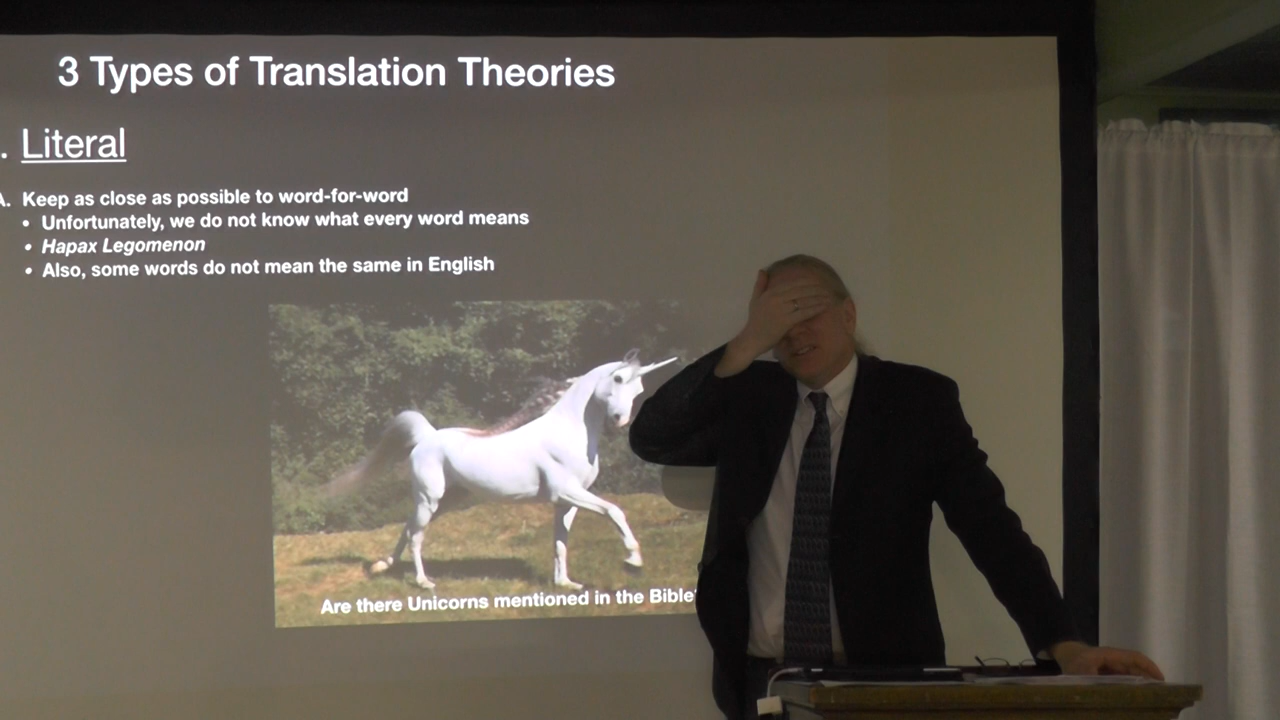 3 Types of Translation Theories
. Literal
A. Keep as close as possible to word-for-word
• Unfortunately, we do not know what every word means
• Hapax Legomenon
• Also, some words do not mean the same in English
Are there Unicorns mentioned in the Bible